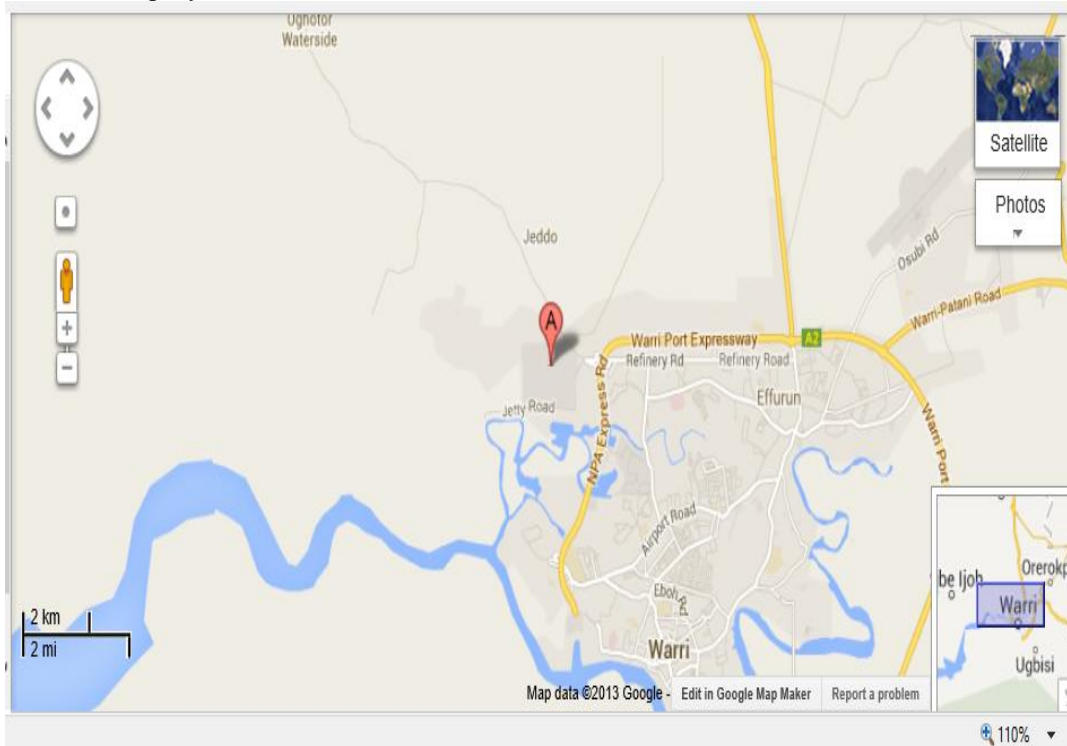 Ughotor
Waterside
Satellite
Photos
Jeddo
Osubi Rd
A
Warri-Patani Road
Warri Port Expressway
A2
Refinery Rd
Refinery Road
Effurun
Jetty Road
NPA Express Rd
Warri Port
Airport Road
Eboh Rd
Warri
2 km
2 mi
be Ijoh
Orerokp
Warri
Ugbisi
Map data ©2013 Google -
Edit in Google Map Maker
Report a problem
110%